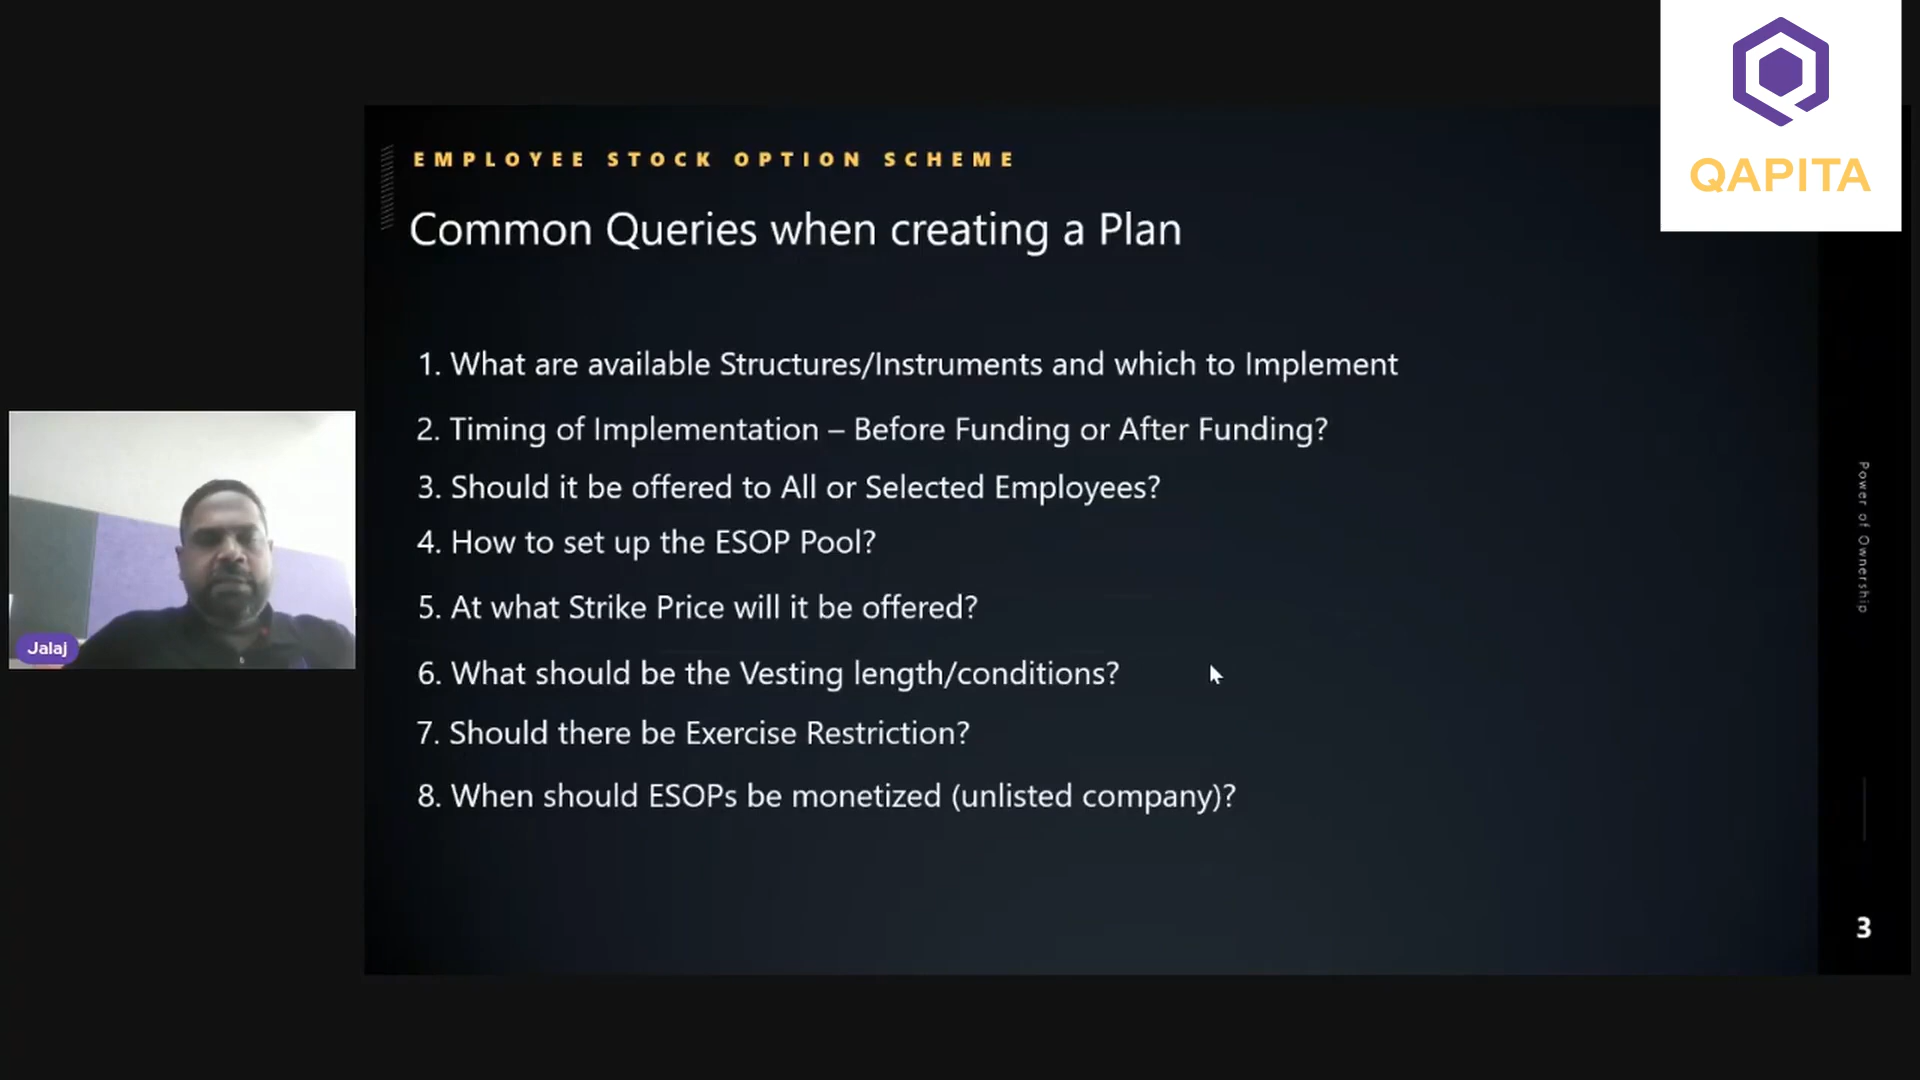 QAPITA
EMPLOYEE STOCK OPTION SCHEME
Common Queries when creating a Plan
1. What are available Structures/Instruments and which to Implement
2. Timing of Implementation – Before Funding or After Funding?
3. Should it be offered to All or Selected Employees?
4. How to set up the ESOP Pool?
5. At what Strike Price will it be offered?
6. What should be the Vesting length/conditions?
7. Should there be Exercise Restriction?
8. When should ESOPs be monetized (unlisted company)?
Jalaj
Power of Ownership
3